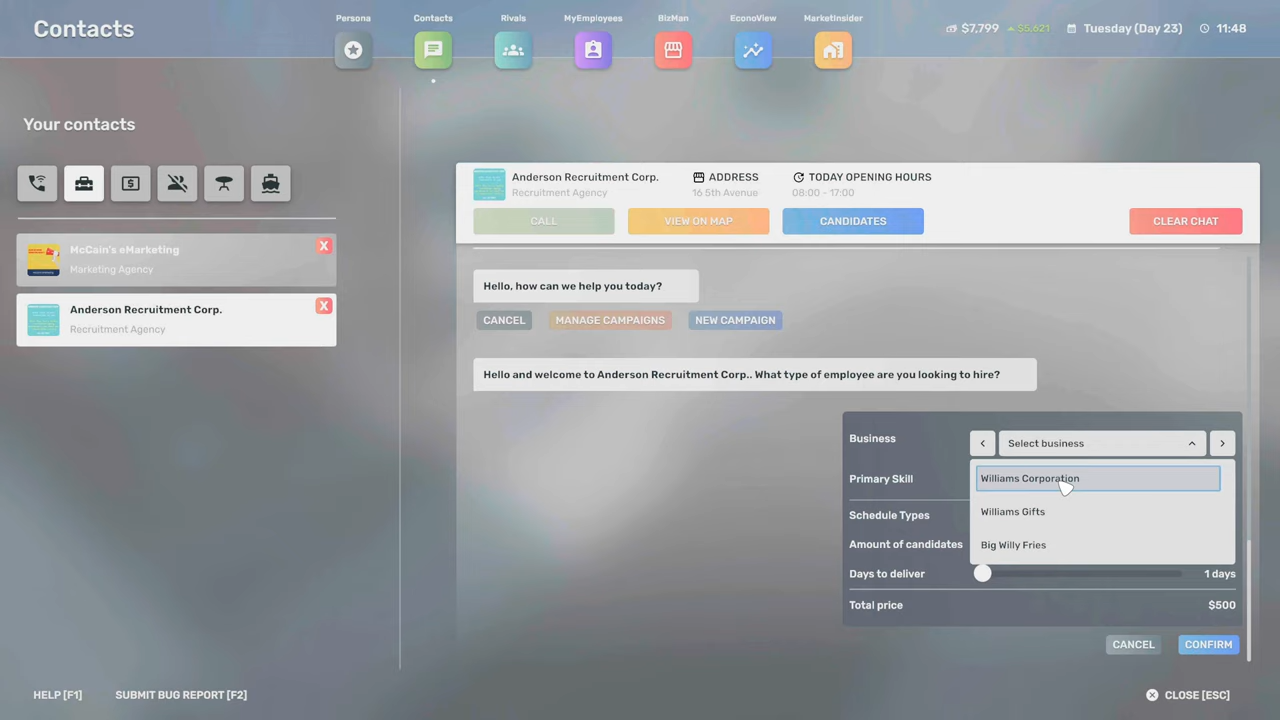 Contacts
Persona
Contacts
Rivals
MyEmployees
BizMan
EconoView
MarketInsider
$7,799
$5,621
Tuesday (Day 23)
11:48
Your contacts
McCain's eMarketing
Marketing Agency
X
Anderson Recruitment Corp.
Recruitment Agency
X
Anderson Recruitment Corp.
Recruitment Agency
ADDRESS
16 5th Avenue
TODAY OPENING HOURS
08:00 - 17:00
CALL
VIEW ON MAP
CANDIDATES
CLEAR CHAT
Hello, how can we help you today?
CANCEL
MANAGE CAMPAIGNS
NEW CAMPAIGN
Hello and welcome to Anderson Recruitment Corp.. What type of employee are you looking to hire?
Business
Select business
Primary Skill
Williams Corporation
Williams Gifts
Big Willy Fries
Schedule Types
Amount of candidates
Days to deliver
1 days
Total price
$500
CANCEL
CONFIRM
HELP [F1]
SUBMIT BUG REPORT [F2]
CLOSE [ESC]